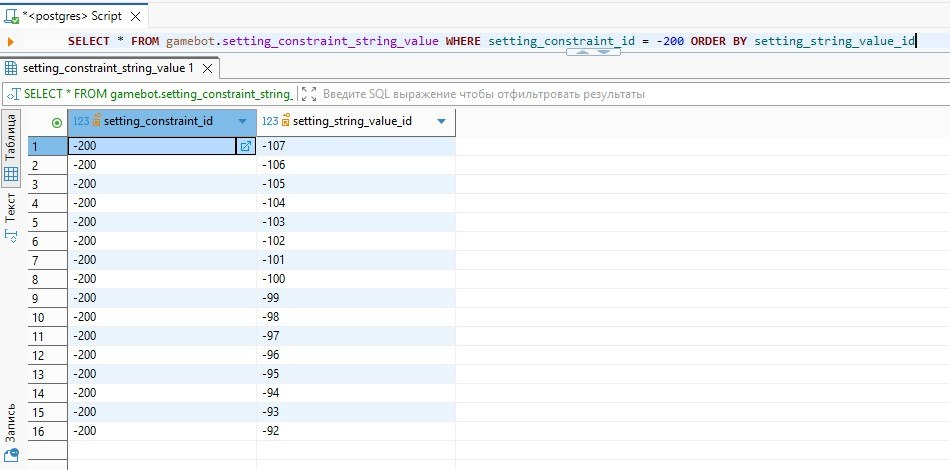 *<postgres> Script
SELECT * FROM gamebot.setting_constraint_string_value WHERE setting_constraint_id = -200 ORDER BY setting_string_value_id
setting_constraint_string_value 1
SELECT * FROM gamebot.setting_constraint_string_ Введите SQL выражение чтобы отфильтровать результаты
Таблица
Текст
Запись
123 setting_constraint_id 123 setting_string_value_id
1 -200 -107
2 -200 -106
3 -200 -105
4 -200 -104
5 -200 -103
6 -200 -102
7 -200 -101
8 -200 -100
9 -200 -99
10 -200 -98
11 -200 -97
12 -200 -96
13 -200 -95
14 -200 -94
15 -200 -93
16 -200 -92